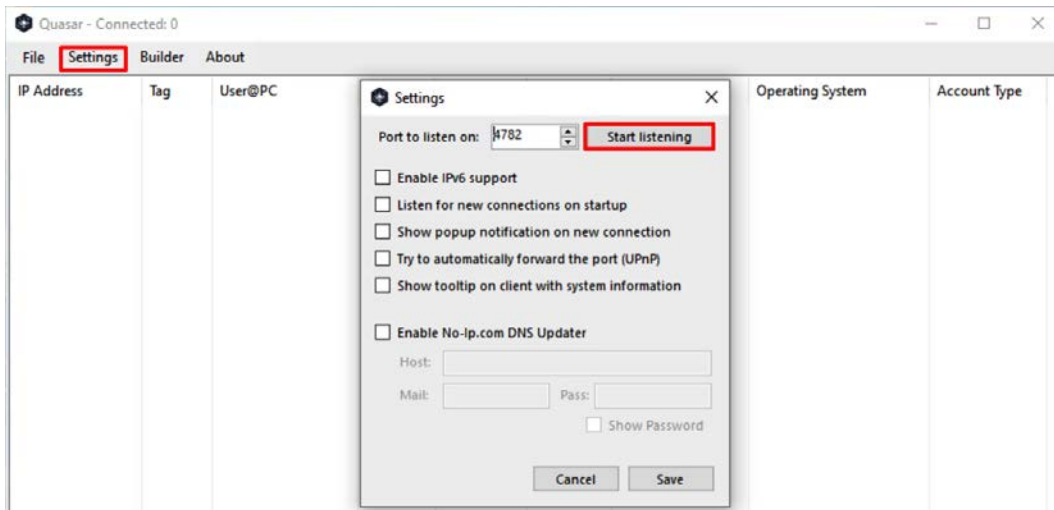 Quasar - Connected: 0
File Settings Builder About
IP Address Tag User@PC Operating System Account Type
Settings
Port to listen on: 4782 Start listening
Enable IPv6 support
Listen for new connections on startup
Show popup notification on new connection
Try to automatically forward the port (UPnP)
Show tooltip on client with system information
Enable No-Ip.com DNS Updater
Host:
Mail: Pass:
Show Password
Cancel Save